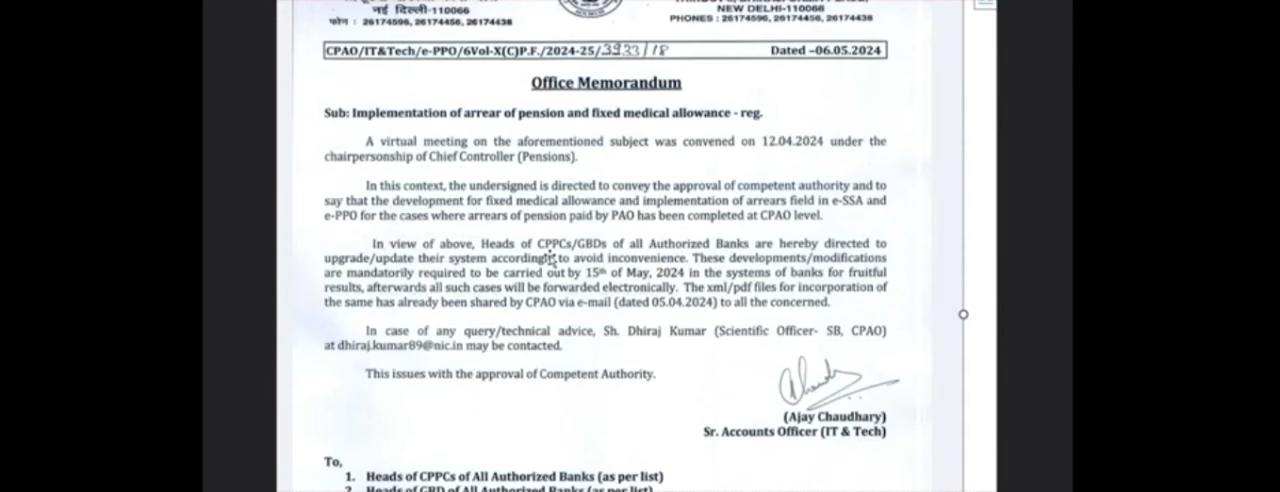 नई दिल्ली-110066
फोन : 26174596, 26174456, 26174438
NEW DELHI-110066
PHONES : 26174596, 26174456, 26174438
CPAO/IT&Tech/e-PPO/6Vol-X(C)P.F./2024-25/3933/18 Dated –06.05.2024
Office Memorandum
Sub: Implementation of arrear of pension and fixed medical allowance - reg.
A virtual meeting on the aforementioned subject was convened on 12.04.2024 under the
chairpersonship of Chief Controller (Pensions).
In this context, the undersigned is directed to convey the approval of competent authority and to
say that the development for fixed medical allowance and implementation of arrears field in e-SSA and
e-PPO for the cases where arrears of pension paid by PAO has been completed at CPAO level.
In view of above, Heads of CPPCs/GBDs of all Authorized Banks are hereby directed to
upgrade/update their system accordingly to avoid inconvenience. These developments/modifications
are mandatorily required to be carried out by 15th of May, 2024 in the systems of banks for fruitful
results, afterwards all such cases will be forwarded electronically. The xml/pdf files for incorporation of
the same has already been shared by CPAO via e-mail (dated 05.04.2024) to all the concerned.
In case of any query/technical advice, Sh. Dhiraj Kumar (Scientific Officer- SB, CPAO)
at dhiraj.kumar89@nic.in may be contacted.
This issues with the approval of Competent Authority.
(Ajay Chaudhary)
Sr. Accounts Officer (IT & Tech)
To,
1. Heads of CPPCs of All Authorized Banks (as per list)
2. Heads of GBD of All Authorized Banks (as per list)